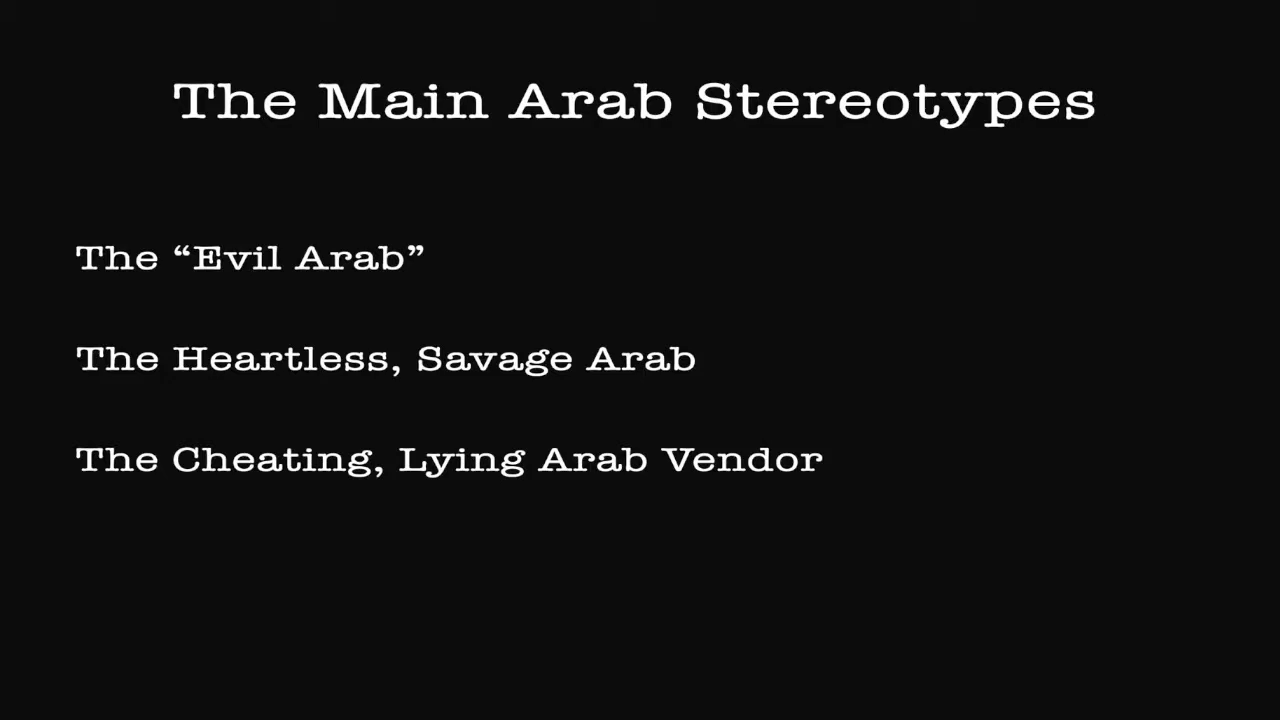 The Main Arab Stereotypes
The “Evil Arab”
The Heartless, Savage Arab
The Cheating, Lying Arab Vendor